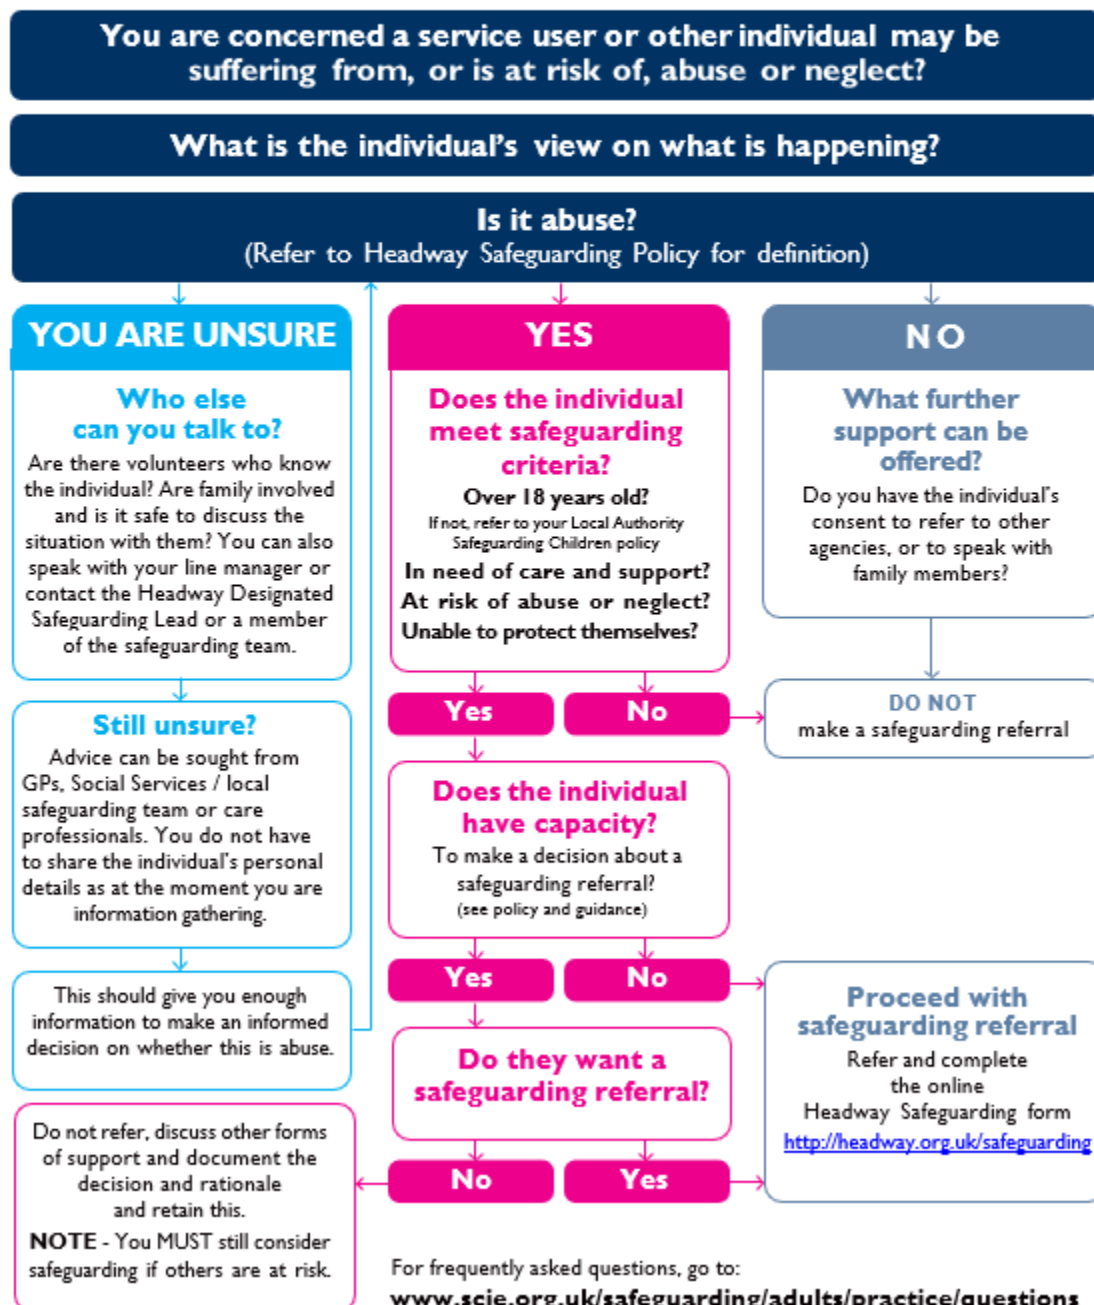 You are concerned a service user or other individual may be
suffering from, or is at risk of, abuse or neglect?
What is the individual's view on what is happening?
Is it abuse?
(Refer to Headway Safeguarding Policy for definition)
YOU ARE UNSURE
Who else
can you talk to?
Are there volunteers who know
the individual? Are family involved
and is it safe to discuss the
situation with them? You can also
speak with your line manager or
contact the Headway Designated
Safeguarding Lead or a member
of the safeguarding team.
Still unsure?
Advice can be sought from
GPs, Social Services / local
safeguarding team or care
professionals. You do not have
to share the individual's personal
details as at the moment you are
information gathering.
This should give you enough
information to make an informed
decision on whether this is abuse.
YES
Does the individual
meet safeguarding
criteria?
Over 18 years old?
If not, refer to your Local Authority
Safeguarding Children policy
In need of care and support?
At risk of abuse or neglect?
Unable to protect themselves?
Yes
No
Does the individual
have capacity?
To make a decision about a
safeguarding referral?
(see policy and guidance)
Yes
No
Do they want a
safeguarding referral?
No
Yes
Do not refer, discuss other forms
of support and document the
decision and rationale
and retain this.
NOTE - You MUST still consider
safeguarding if others are at risk.
NO
What further
support can be
offered?
Do you have the individual's
consent to refer to other
agencies, or to speak with
family members?
DO NOT
make a safeguarding referral
Proceed with
safeguarding referral
Refer and complete
the online
Headway Safeguarding form
http://headway.org.uk/safeguarding
For frequently asked questions, go to:
www.scie.org.uk/safeguarding/adults/practice/questions